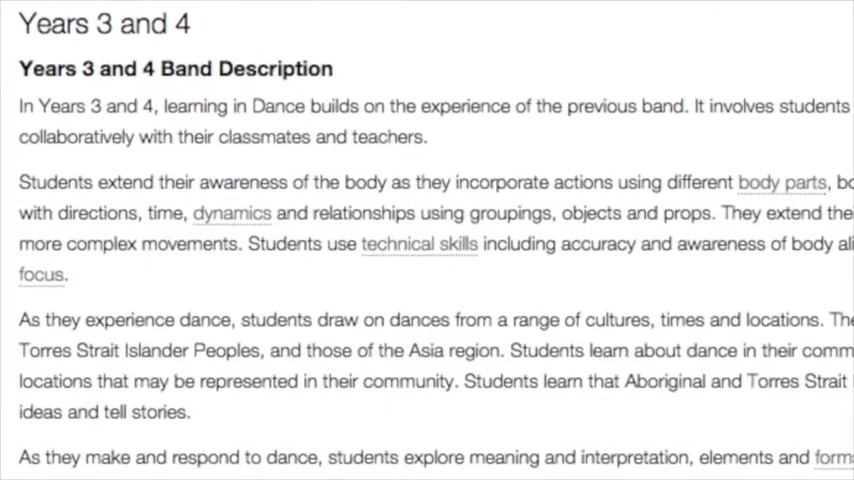 Years 3 and 4
Years 3 and 4 Band Description
In Years 3 and 4, learning in Dance builds on the experience of the previous band. It involves students
collaboratively with their classmates and teachers.
Students extend their awareness of the body as they incorporate actions using different body parts,
with directions, time, dynamics and relationships using groupings, objects and props. They extend
more complex movements. Students use technical skills including accuracy and awareness of body
focus.
As they experience dance, students draw on dances from a range of cultures, times and locations.
Torres Strait Islander Peoples, and those of the Asia region. Students learn about dance in their
locations that may be represented in their community. Students learn that Aboriginal and Torres Strait
ideas and tell stories.
As they make and respond to dance, students explore meaning and interpretation, elements and